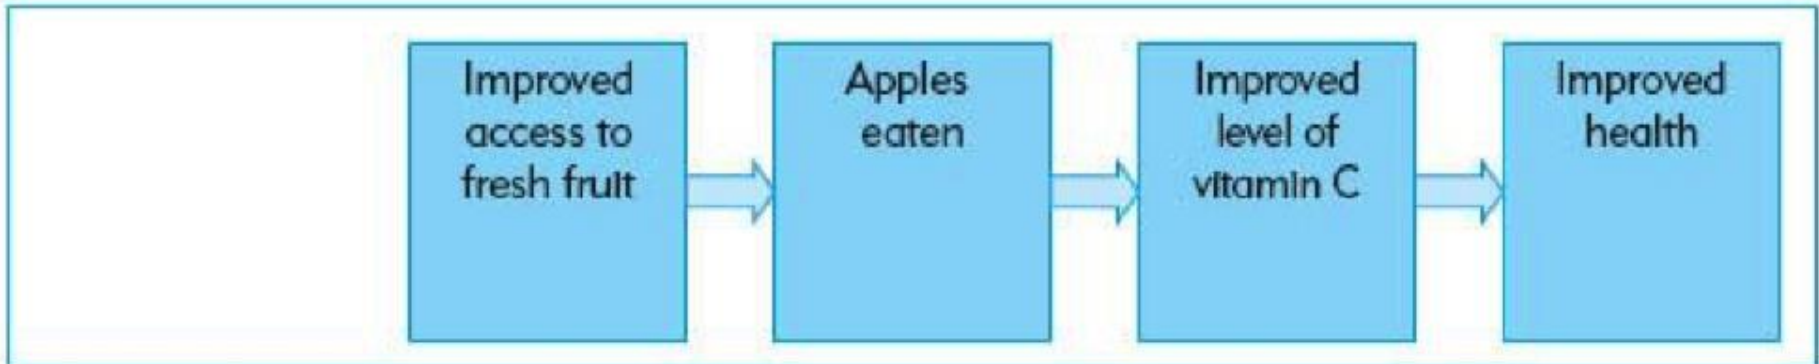 Improved
access to
fresh fruit
Apples
eaten
Improved
level of
vitamin C
Improved
health